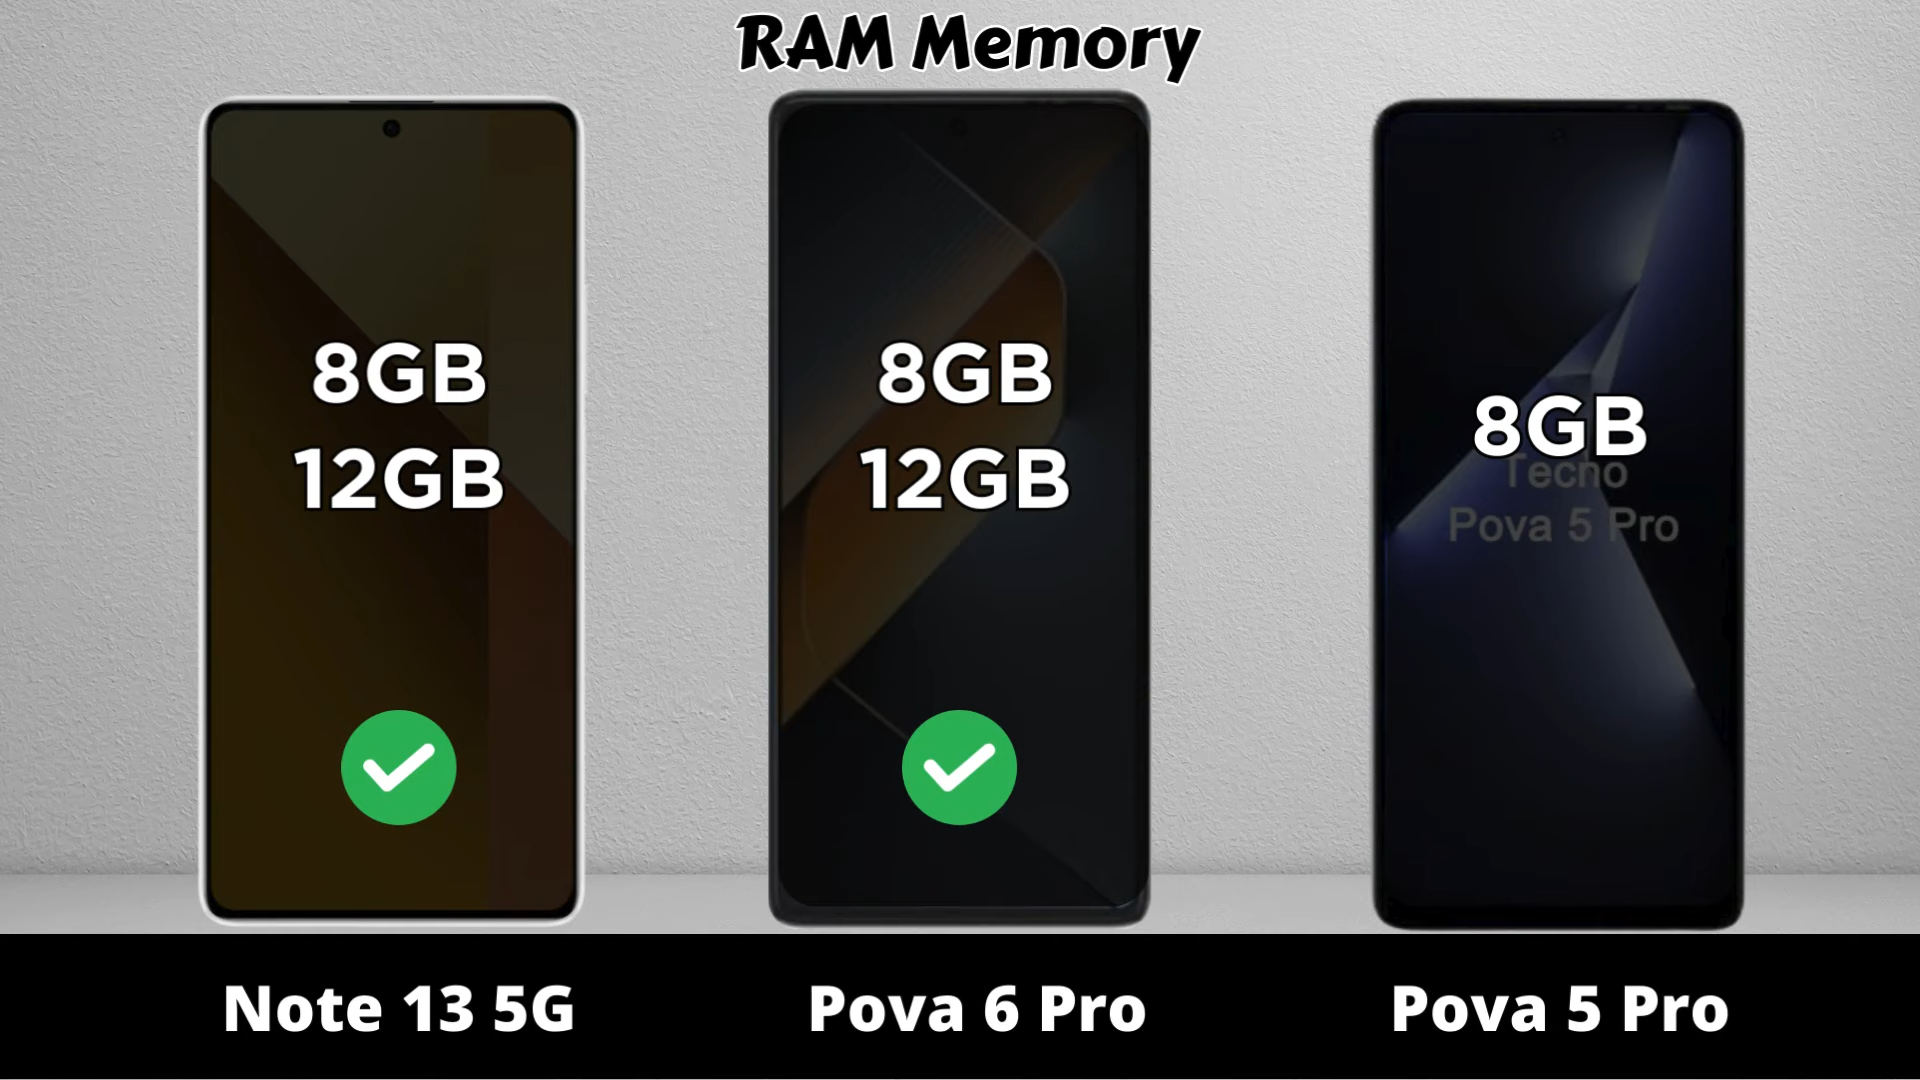 RAM Memory
8GB
12GB
8GB
12GB
8GB
Tecno
Pova 5 Pro
Note 13 5G
Pova 6 Pro
Pova 5 Pro